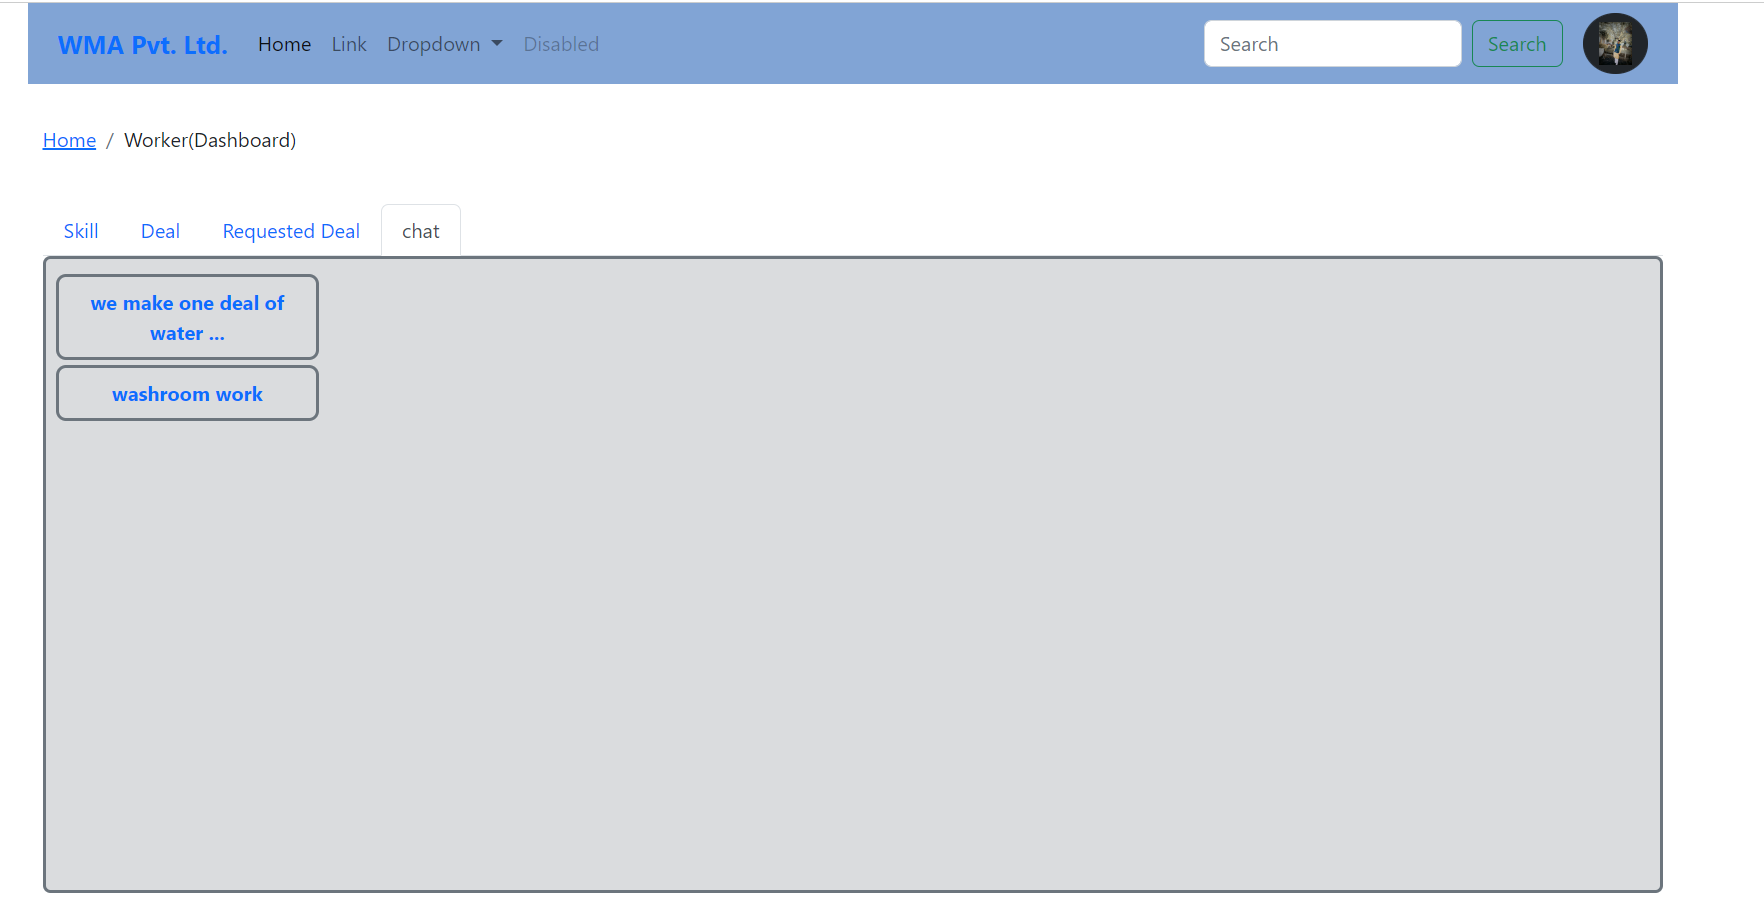 WMA Pvt. Ltd. Home Link Dropdown Disabled Search Search
Home / Worker(Dashboard)
Skill Deal Requested Deal chat
we make one deal of
water ...
washroom work